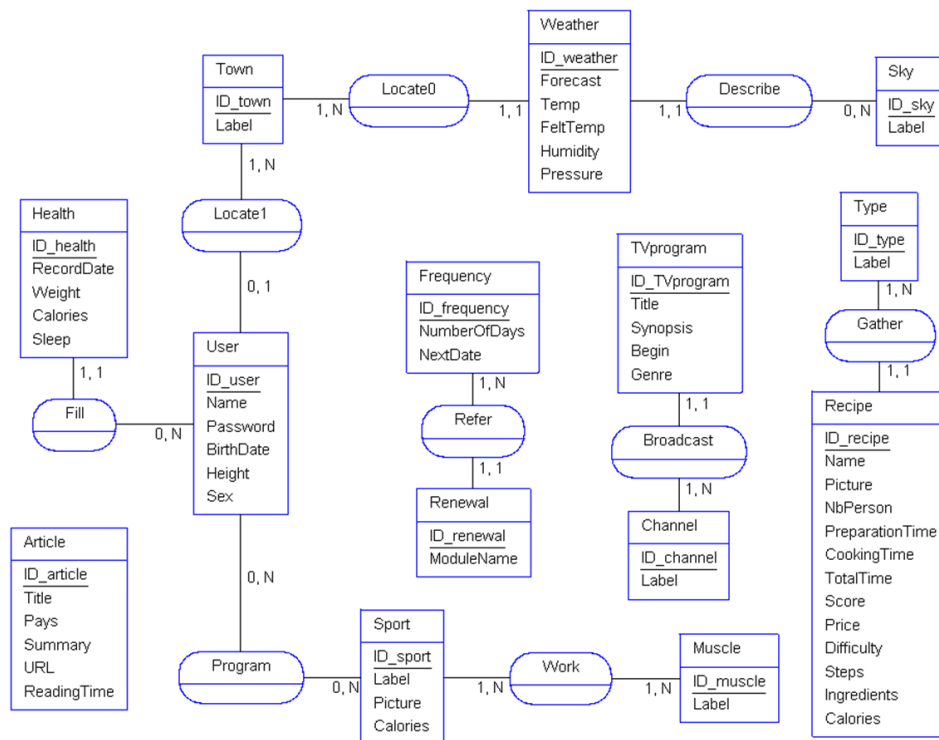 Weather
ID_weather
Forecast
Temp
FeltTemp
Humidity
Pressure
Town
ID_town
Label
1, N
Locate0
1, 1
1, 1
Describe
0, N
Sky
ID_sky
Label
1, N
Locate1
0, 1
Health
ID_health
RecordDate
Weight
Calories
Sleep
1, 1
Fill
0, N
User
ID_user
Name
Password
BirthDate
Height
Sex
0, N
Frequency
ID_frequency
NumberOfDays
NextDate
1, N
Refer
1, 1
Renewal
ID_renewal
ModuleName
TVprogram
ID_TVprogram
Title
Synopsis
Begin
Genre
1, 1
Broadcast
1, N
Channel
ID_channel
Label
Type
ID_type
Label
1, N
Gather
1, 1
Recipe
ID_recipe
Name
Picture
NbPerson
PreparationTime
CookingTime
TotalTime
Score
Price
Difficulty
Steps
Ingredients
Calories
Article
ID_article
Title
Pays
Summary
URL
ReadingTime
Program
0, N
Sport
ID_sport
Label
Picture
Calories
1, N
Work
1, N
Muscle
ID_muscle
Label